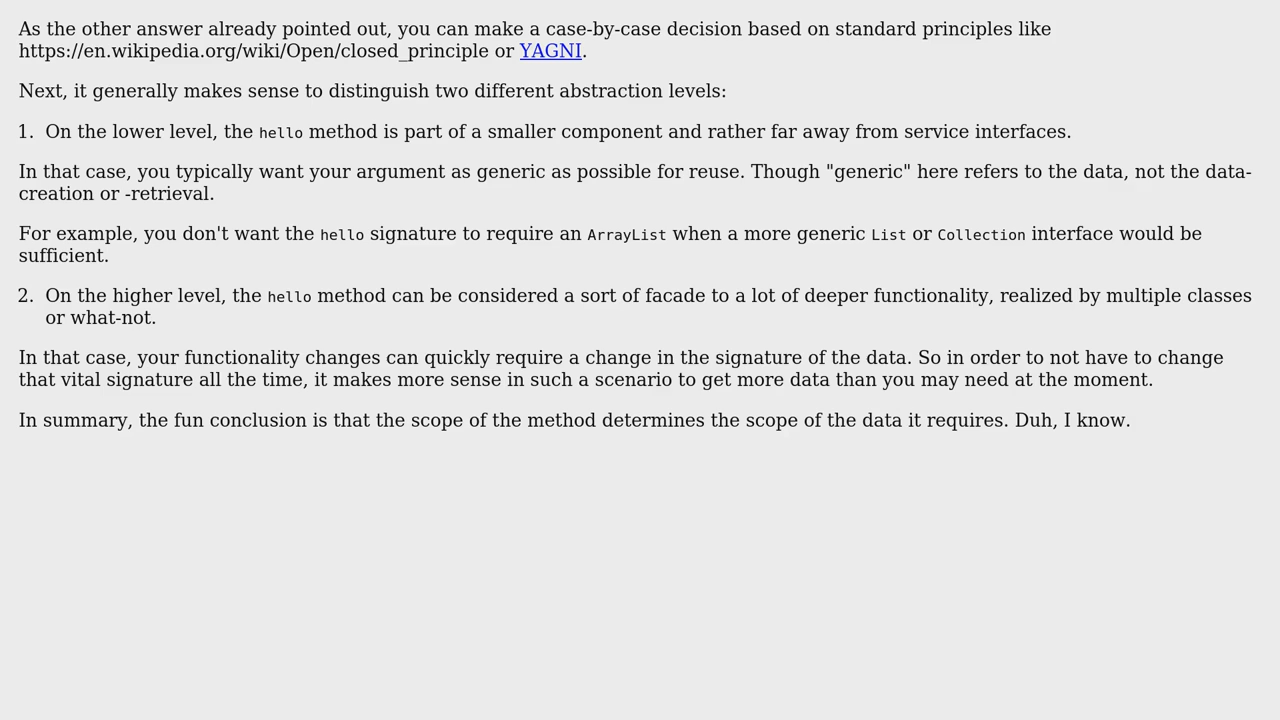 As the other answer already pointed out, you can make a case-by-case decision based on standard principles like
https://en.wikipedia.org/wiki/Open/closed_principle or YAGNI.
Next, it generally makes sense to distinguish two different abstraction levels:
1. On the lower level, the hello method is part of a smaller component and rather far away from service interfaces.
In that case, you typically want your argument as generic as possible for reuse. Though "generic" here refers to the data, not the data-
creation or -retrieval.
For example, you don't want the hello signature to require an ArrayList when a more generic List or Collection interface would be
sufficient.
2. On the higher level, the hello method can be considered a sort of facade to a lot of deeper functionality, realized by multiple classes
or what-not.
In that case, your functionality changes can quickly require a change in the signature of the data. So in order to not have to change
that vital signature all the time, it makes more sense in such a scenario to get more data than you may need at the moment.
In summary, the fun conclusion is that the scope of the method determines the scope of the data it requires. Duh, I know.